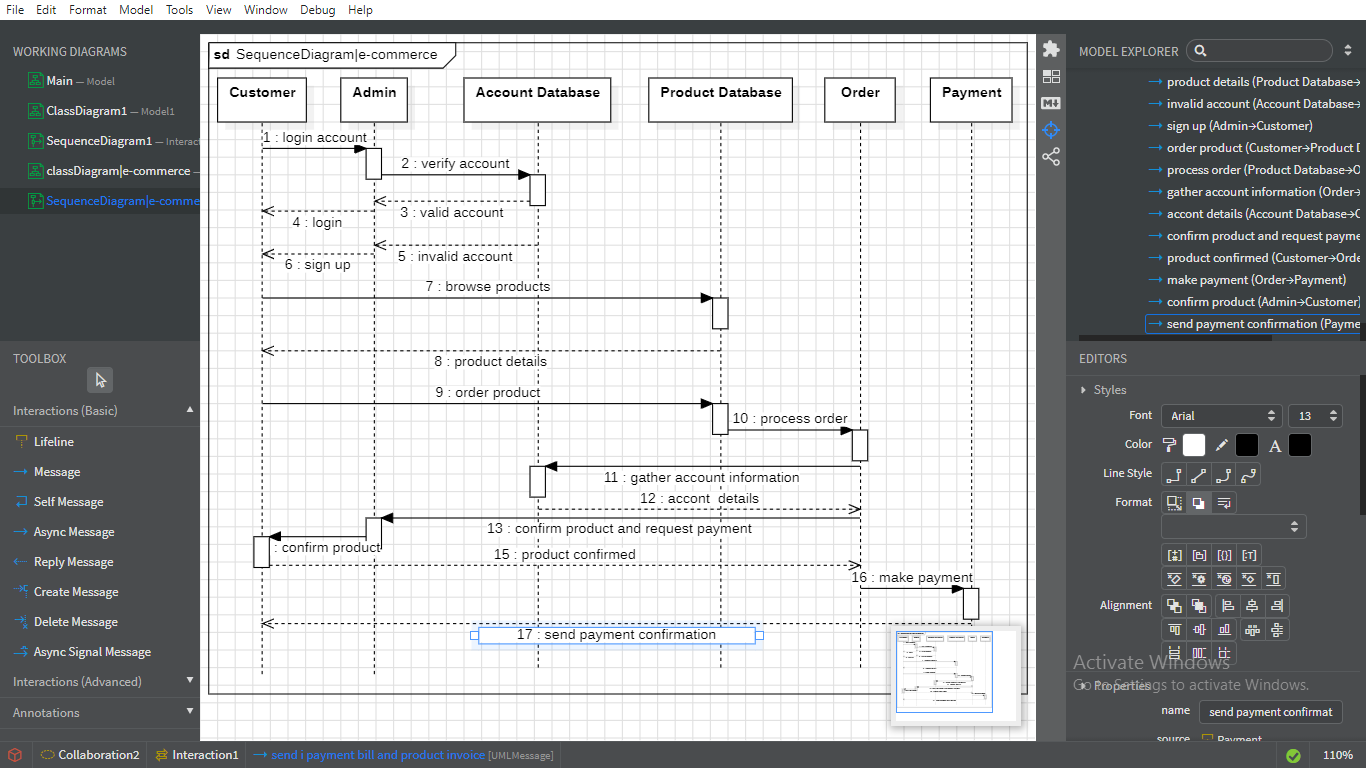 File Edit Format Model Tools View Window Debug Help
WORKING DIAGRAMS
Main — Model
ClassDiagram1 — Model1
SequenceDiagram1 — Interact
classDiagram|e-commerce —
SequenceDiagram|e-comme
TOOLBOX
Interactions (Basic)
Lifeline
Message
Self Message
Async Message
Reply Message
Create Message
Delete Message
Async Signal Message
Interactions (Advanced)
Annotations
sd SequenceDiagram|e-commerce
Customer Admin Account Database Product Database Order Payment
1 : login account
2 : verify account
3 : valid account
4 : login
5 : invalid account
6 : sign up
7 : browse products
8 : product details
9 : order product
10 : process order
11 : gather account information
12 : accont details
13 : confirm product and request payment
: confirm product
15 : product confirmed
16 : make payment
17 : send payment confirmation
MODEL EXPLORER
product details (Product Database→
invalid account (Account Database→
sign up (Admin→Customer)
order product (Customer→Product D
process order (Product Database→O
gather account information (Order→
accont details (Account Database→O
confirm product and request payme
product confirmed (Customer→Orde
make payment (Order→Payment)
confirm product (Admin→Customer)
send payment confirmation (Payme
EDITORS
Styles
Font Arial 13
Color A
Line Style
Format
Alignment
Activate Windows
Go to Settings to activate Windows.
Properties
name send payment confirmat
source Payment
Collaboration2 Interaction1 send i payment bill and product invoice [UMLMessage] 110%